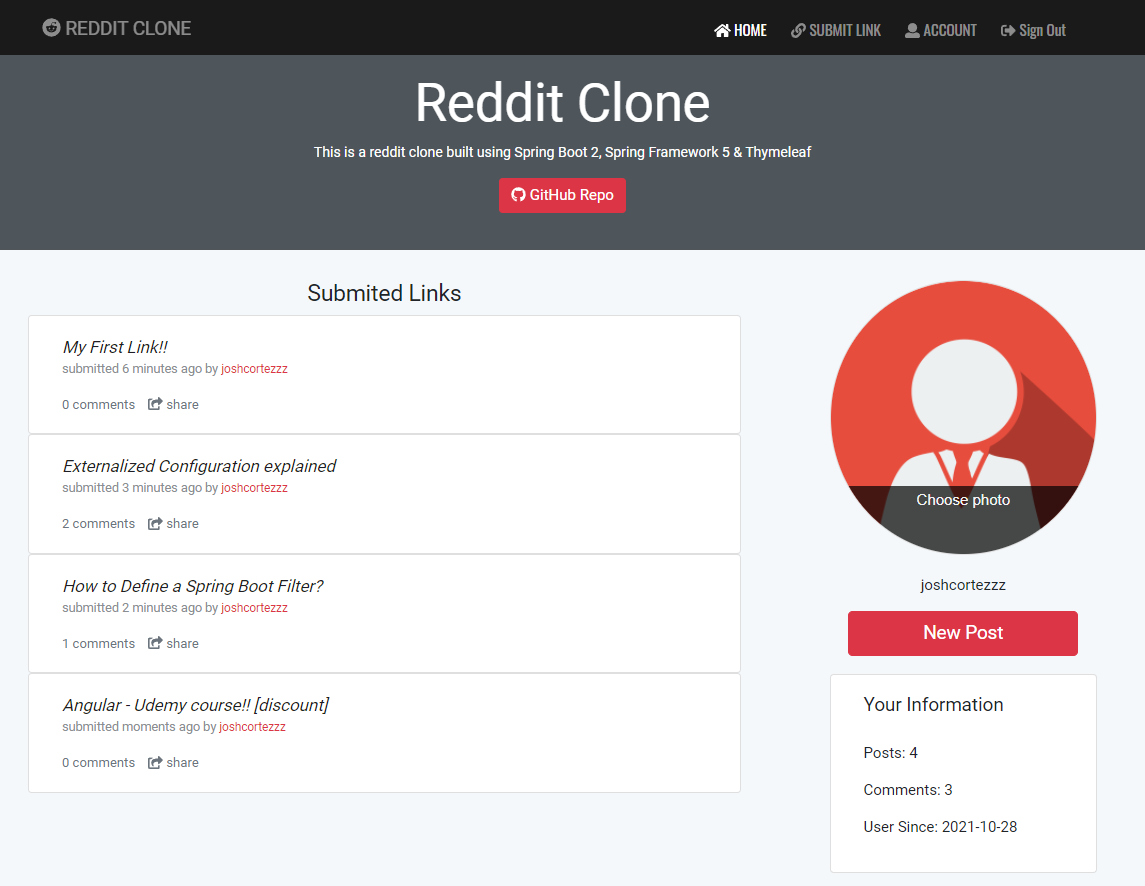 REDDIT CLONE
HOME SUBMIT LINK ACCOUNT Sign Out
Reddit Clone
This is a reddit clone built using Spring Boot 2, Spring Framework 5 & Thymeleaf
GitHub Repo
Submited Links
My First Link!!
submitted 6 minutes ago by joshcortezzz
0 comments share
Externalized Configuration explained
submitted 3 minutes ago by joshcortezzz
2 comments share
How to Define a Spring Boot Filter?
submitted 2 minutes ago by joshcortezzz
1 comments share
Angular - Udemy course!! [discount]
submitted moments ago by joshcortezzz
0 comments share
Choose photo
joshcortezzz
New Post
Your Information
Posts: 4
Comments: 3
User Since: 2021-10-28